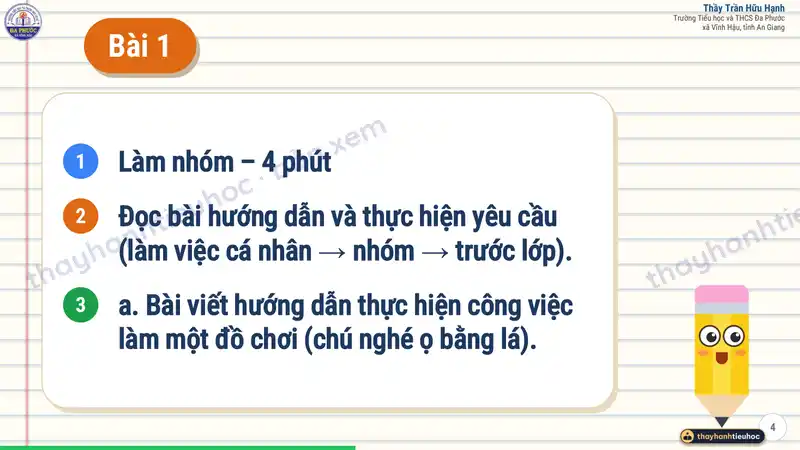 ĐA PHƯỚC
Thầy Trần Hữu Hạnh
Trường Tiểu học và THCS Đa Phước
xã Vĩnh Hậu, tỉnh An Giang
Bài 1
1 Làm nhóm – 4 phút
2 Đọc bài hướng dẫn và thực hiện yêu cầu
(làm việc cá nhân → nhóm → trước lớp).
3 a. Bài viết hướng dẫn thực hiện công việc
làm một đồ chơi (chú nghé ọ bằng lá).
thayhanhtieuhoc
4